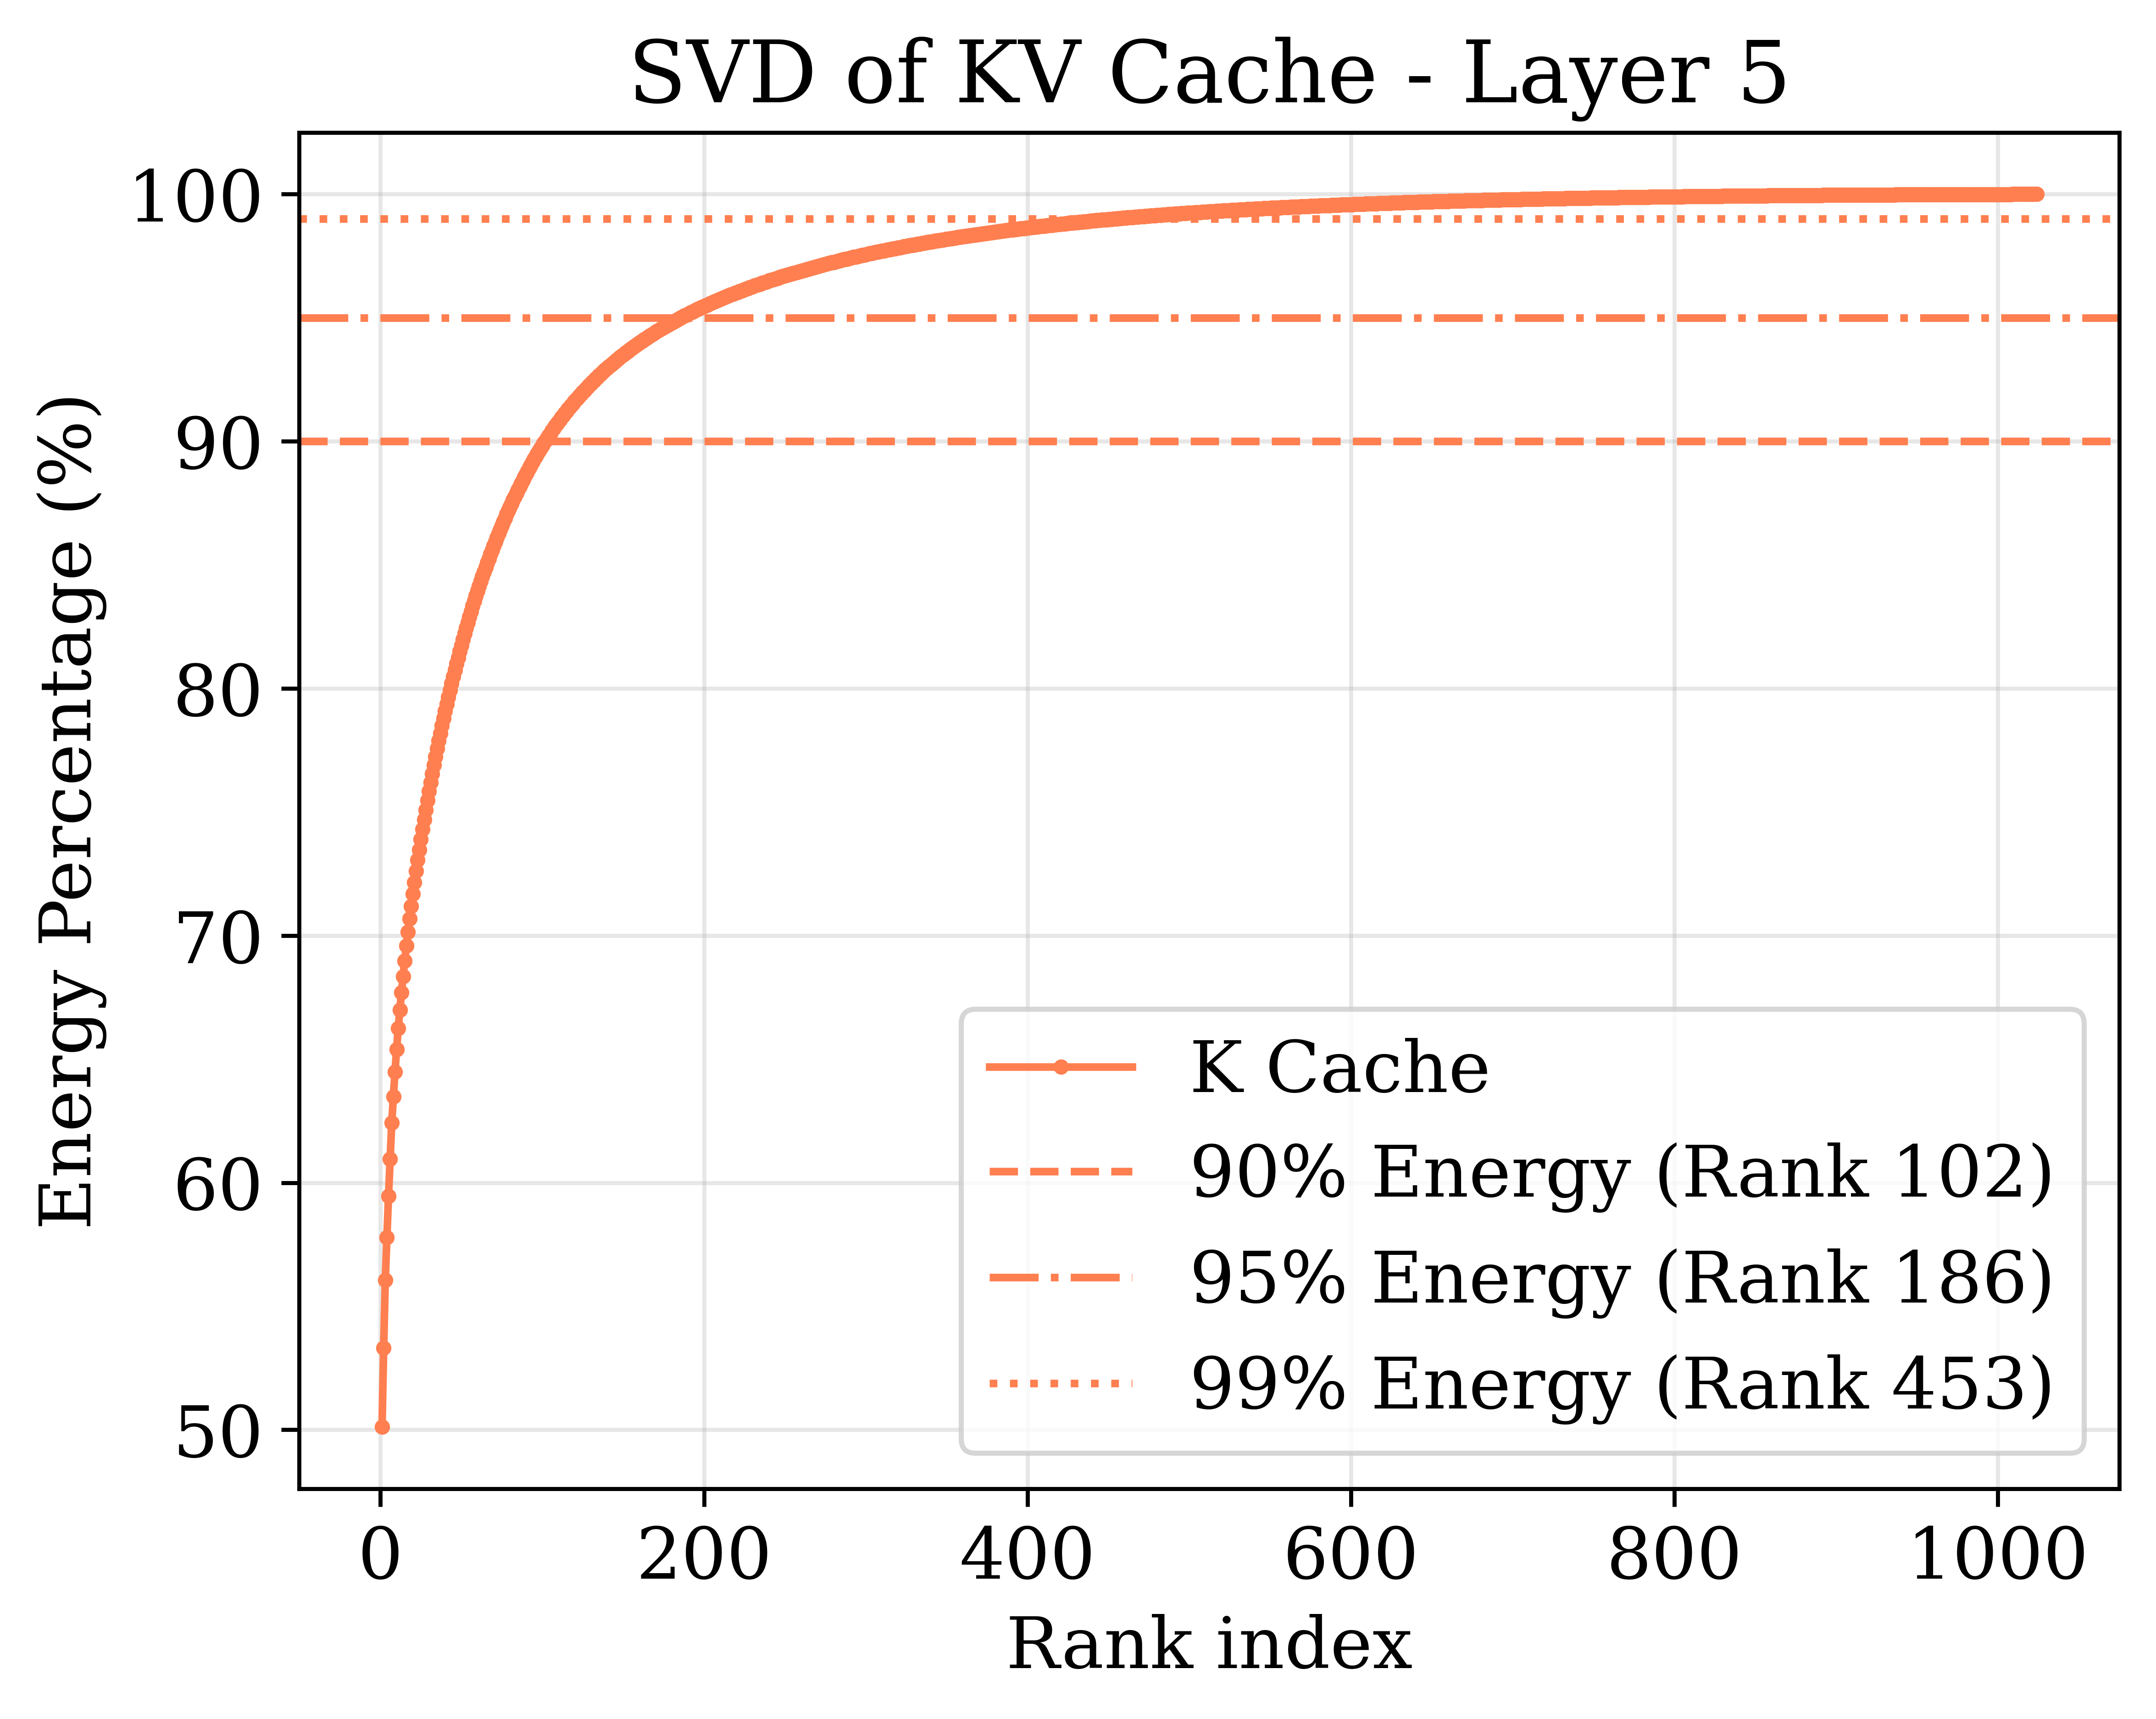 SVD of KV Cache - Layer 5
Energy Percentage (%)
100
90
80
70
60
50
K Cache
90% Energy (Rank 102)
95% Energy (Rank 186)
99% Energy (Rank 453)
0 200 400 600 800 1000
Rank index